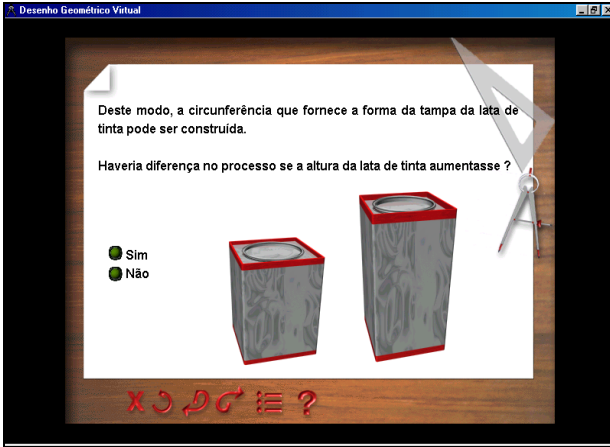 Desenho Geométrico Virtual
Deste modo, a circunferência que fornece a forma da tampa da lata de
tinta pode ser construída.
Haveria diferença no processo se a altura da lata de tinta aumentasse ?
Sim
Não